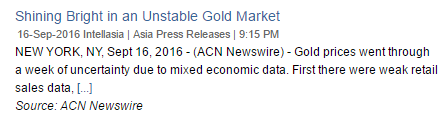 Shining Bright in an Unstable Gold Market
16-Sep-2016 Intellasia | Asia Press Releases | 9:15 PM
NEW YORK, NY, Sept 16, 2016 - (ACN Newswire) - Gold prices went through
a week of uncertainty due to mixed economic data. First there were weak retail
sales data, [...]
Source: ACN Newswire